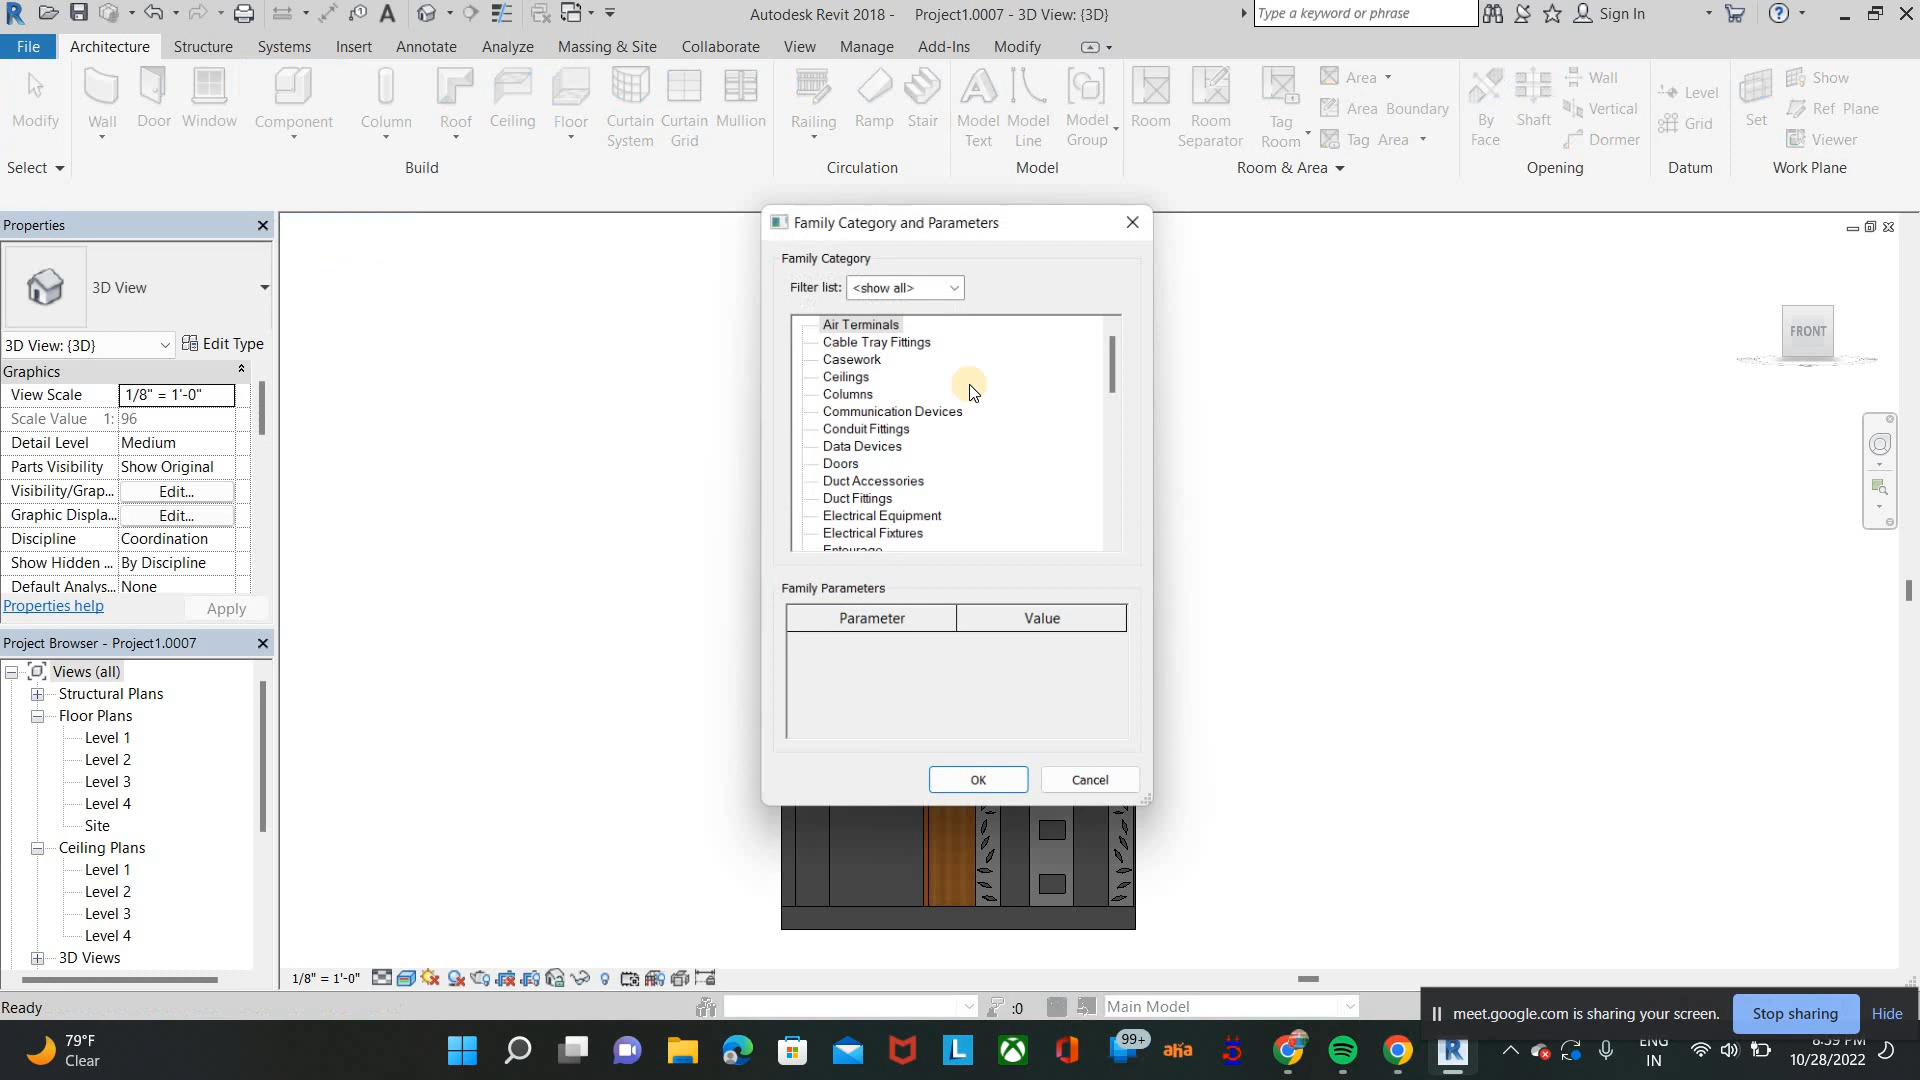 Autodesk Revit 2018 - Project1.0007 - 3D View: {3D}
Type a keyword or phrase
Sign In
File Architecture Structure Systems Insert Annotate Analyze Massing & Site Collaborate View Manage Add-Ins Modify
Modify Wall Door Window Component Column Roof Ceiling Floor Curtain System Curtain Grid Mullion
Railing Ramp Stair
Model Text Model Line Model Group
Room Room Separator Tag Room Area Area Boundary Tag Area
By Face Shaft Wall Vertical Dormer
Level Grid
Set Show Ref Plane Viewer
Select Build Circulation Model Room & Area Opening Datum Work Plane
Properties
3D View
3D View: {3D} Edit Type
Graphics
View Scale 1/8" = 1'-0"
Scale Value 1: 96
Detail Level Medium
Parts Visibility Show Original
Visibility/Grap... Edit...
Graphic Displa... Edit...
Discipline Coordination
Show Hidden ... By Discipline
Default Analys... None
Properties help Apply
Project Browser - Project1.0007
Views (all)
Structural Plans
Floor Plans
Level 1
Level 2
Level 3
Level 4
Site
Ceiling Plans
Level 1
Level 2
Level 3
Level 4
3D Views
Family Category and Parameters
Family Category
Filter list: <show all>
Air Terminals
Cable Tray Fittings
Casework
Ceilings
Columns
Communication Devices
Conduit Fittings
Data Devices
Doors
Duct Accessories
Duct Fittings
Electrical Equipment
Electrical Fixtures
Entourage
Family Parameters
Parameter Value
OK Cancel
FRONT
1/8" = 1'-0"
Ready
:0
Main Model
meet.google.com is sharing your screen. Stop sharing Hide
79°F
Clear
99+
aha
ENG
IN
8:59 PM
10/28/2022